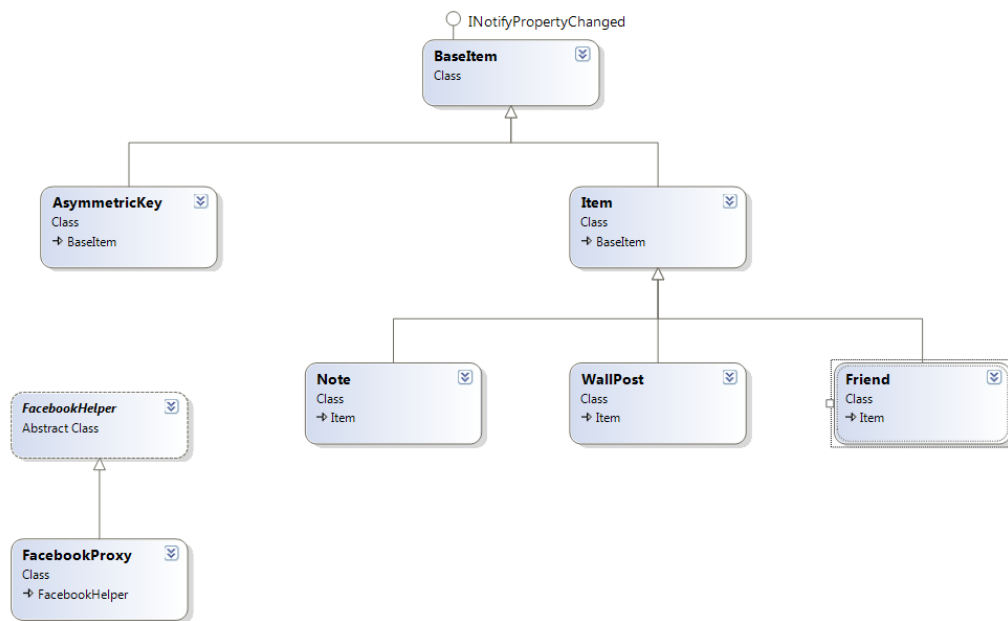 INotifyPropertyChanged
BaseItem
Class
AsymmetricKey
Class
BaseItem
Item
Class
BaseItem
Note
Class
Item
WallPost
Class
Item
Friend
Class
Item
FacebookHelper
Abstract Class
FacebookProxy
Class
FacebookHelper